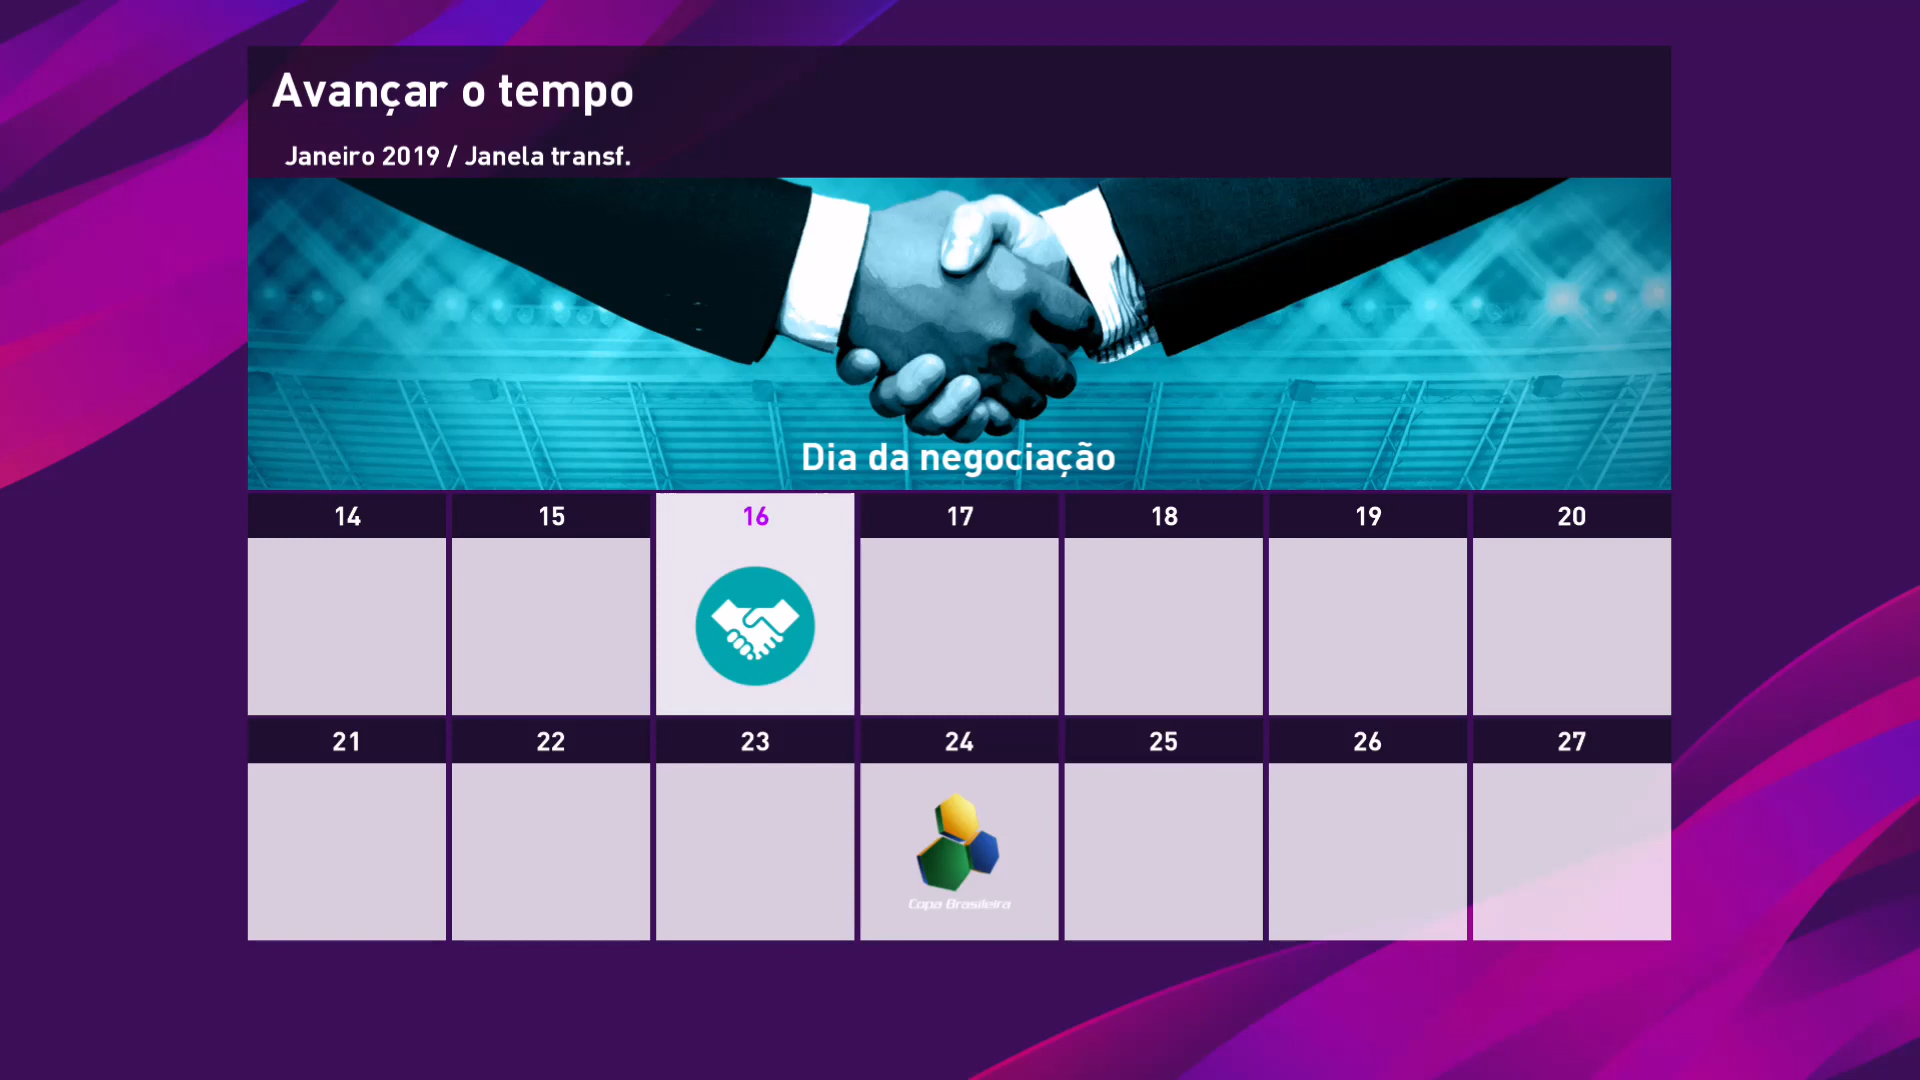 Avançar o tempo
Janeiro 2019 / Janela transf.
Dia da negociação
14 15 16 17 18 19 20
21 22 23 24 25 26 27
Copa Brasileira